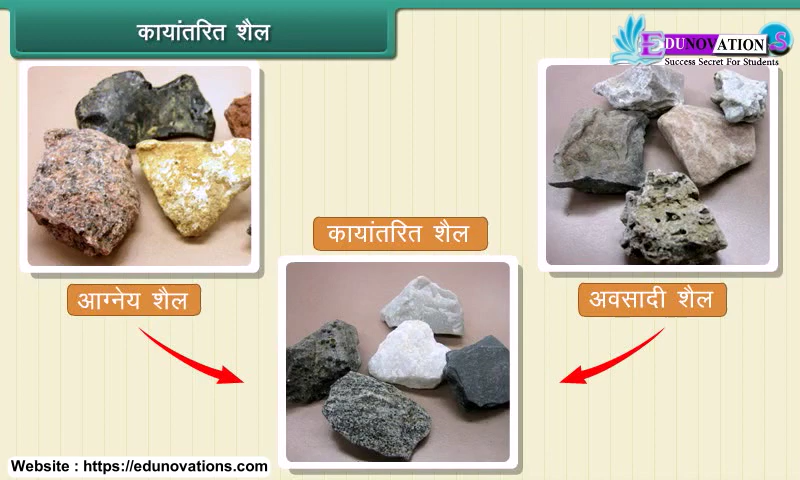 कायांतरित शैल
EDUNOVATIONS
Success Secret For Students
आग्नेय शैल
कायांतरित शैल
अवसादी शैल
Website : https://edunovations.com